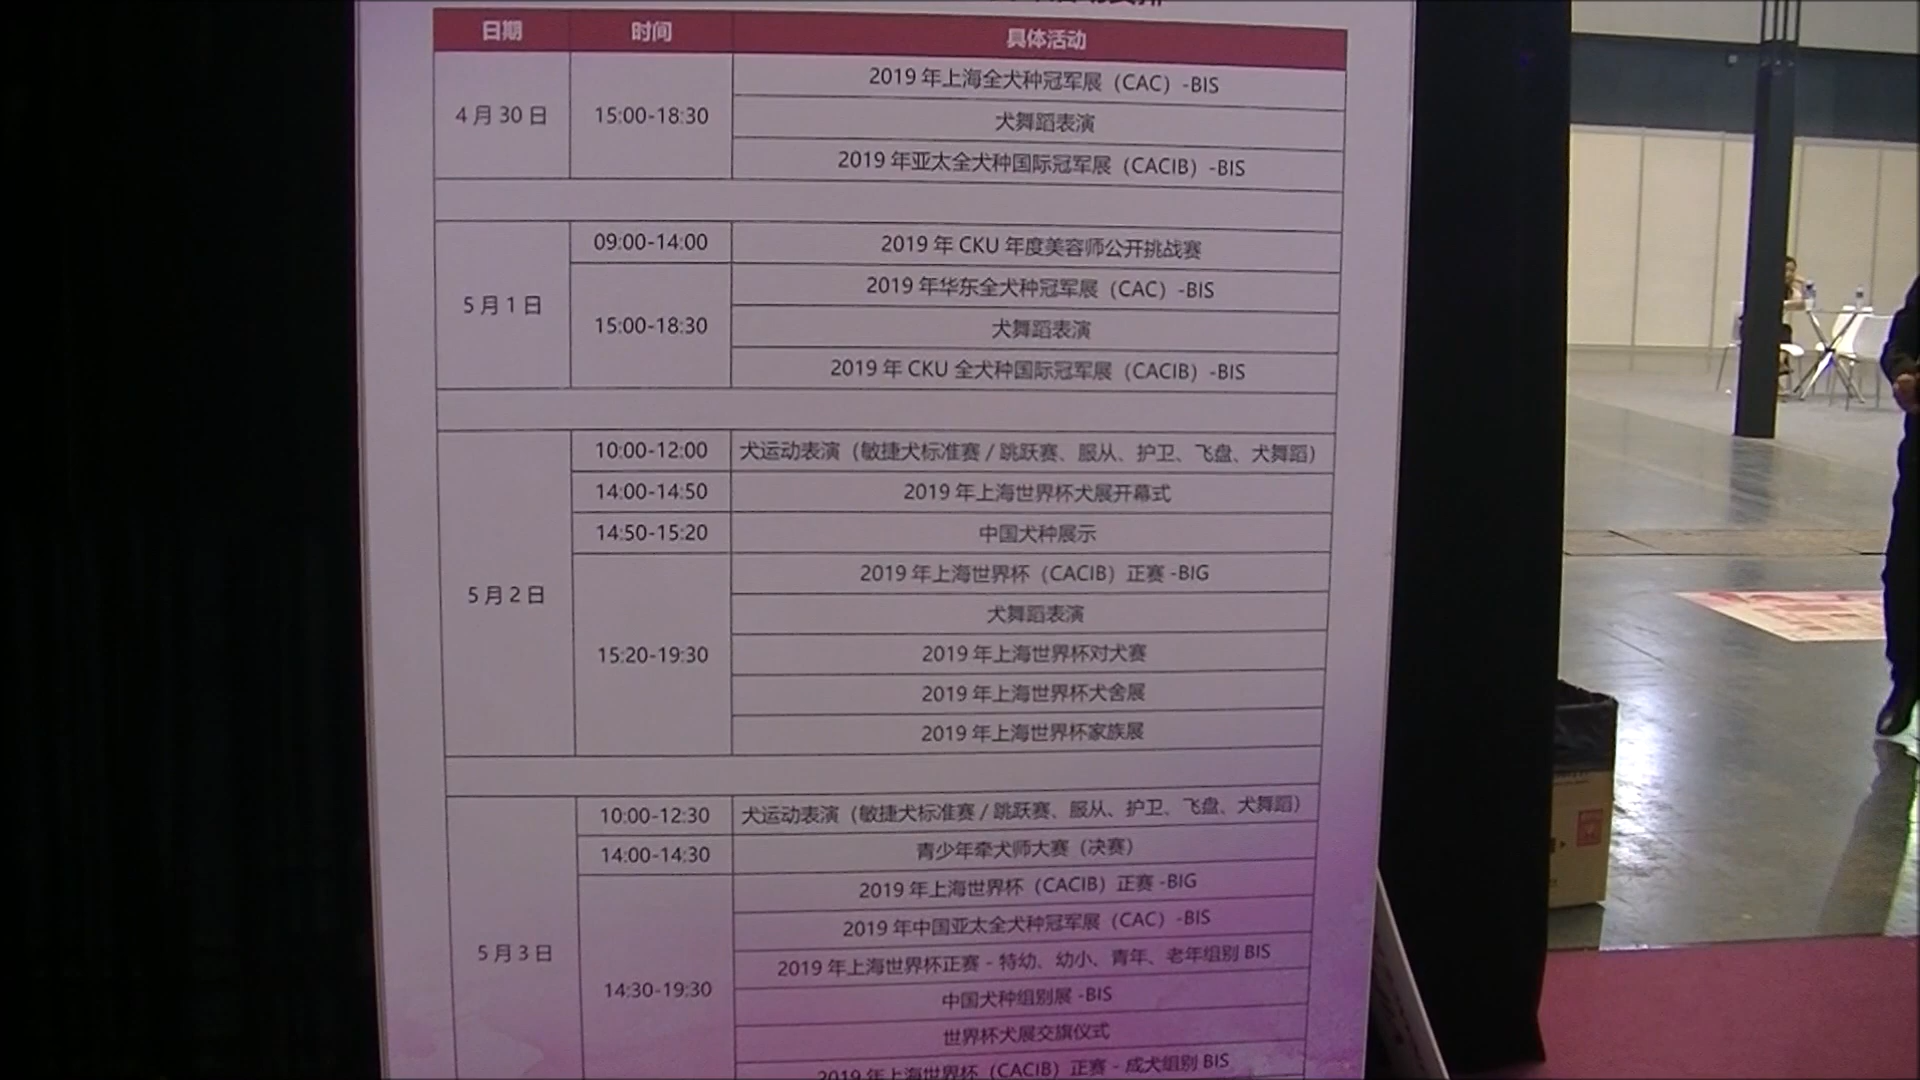 日期 时间 具体活动
4月30日 15:00-18:30 2019年上海全犬种冠军展（CAC）-BIS
犬舞蹈表演
2019年亚太全犬种国际冠军展（CACIB）-BIS
5月1日 09:00-14:00 2019年CKU年度美容师公开挑战赛
15:00-18:30 2019年华东全犬种冠军展（CAC）-BIS
犬舞蹈表演
2019年CKU全犬种国际冠军展（CACIB）-BIS
5月2日 10:00-12:00 犬运动表演（敏捷犬标准赛/跳跃赛、服从、护卫、飞盘、犬舞蹈）
14:00-14:50 2019年上海世界杯犬展开幕式
14:50-15:20 中国犬种展示
15:20-19:30 2019年上海世界杯（CACIB）正赛-BIG
犬舞蹈表演
2019年上海世界杯对犬赛
2019年上海世界杯犬舍展
2019年上海世界杯家族展
5月3日 10:00-12:30 犬运动表演（敏捷犬标准赛/跳跃赛、服从、护卫、飞盘、犬舞蹈）
14:00-14:30 青少年牵犬师大赛（决赛）
14:30-19:30 2019年上海世界杯（CACIB）正赛-BIG
2019年中国亚太全犬种冠军展（CAC）-BIS
2019年上海世界杯正赛-特幼、幼小、青年、老年组别BIS
中国犬种组别展-BIS
世界杯犬展交旗仪式
2019年上海世界杯（CACIB）正赛-成犬组别BIS